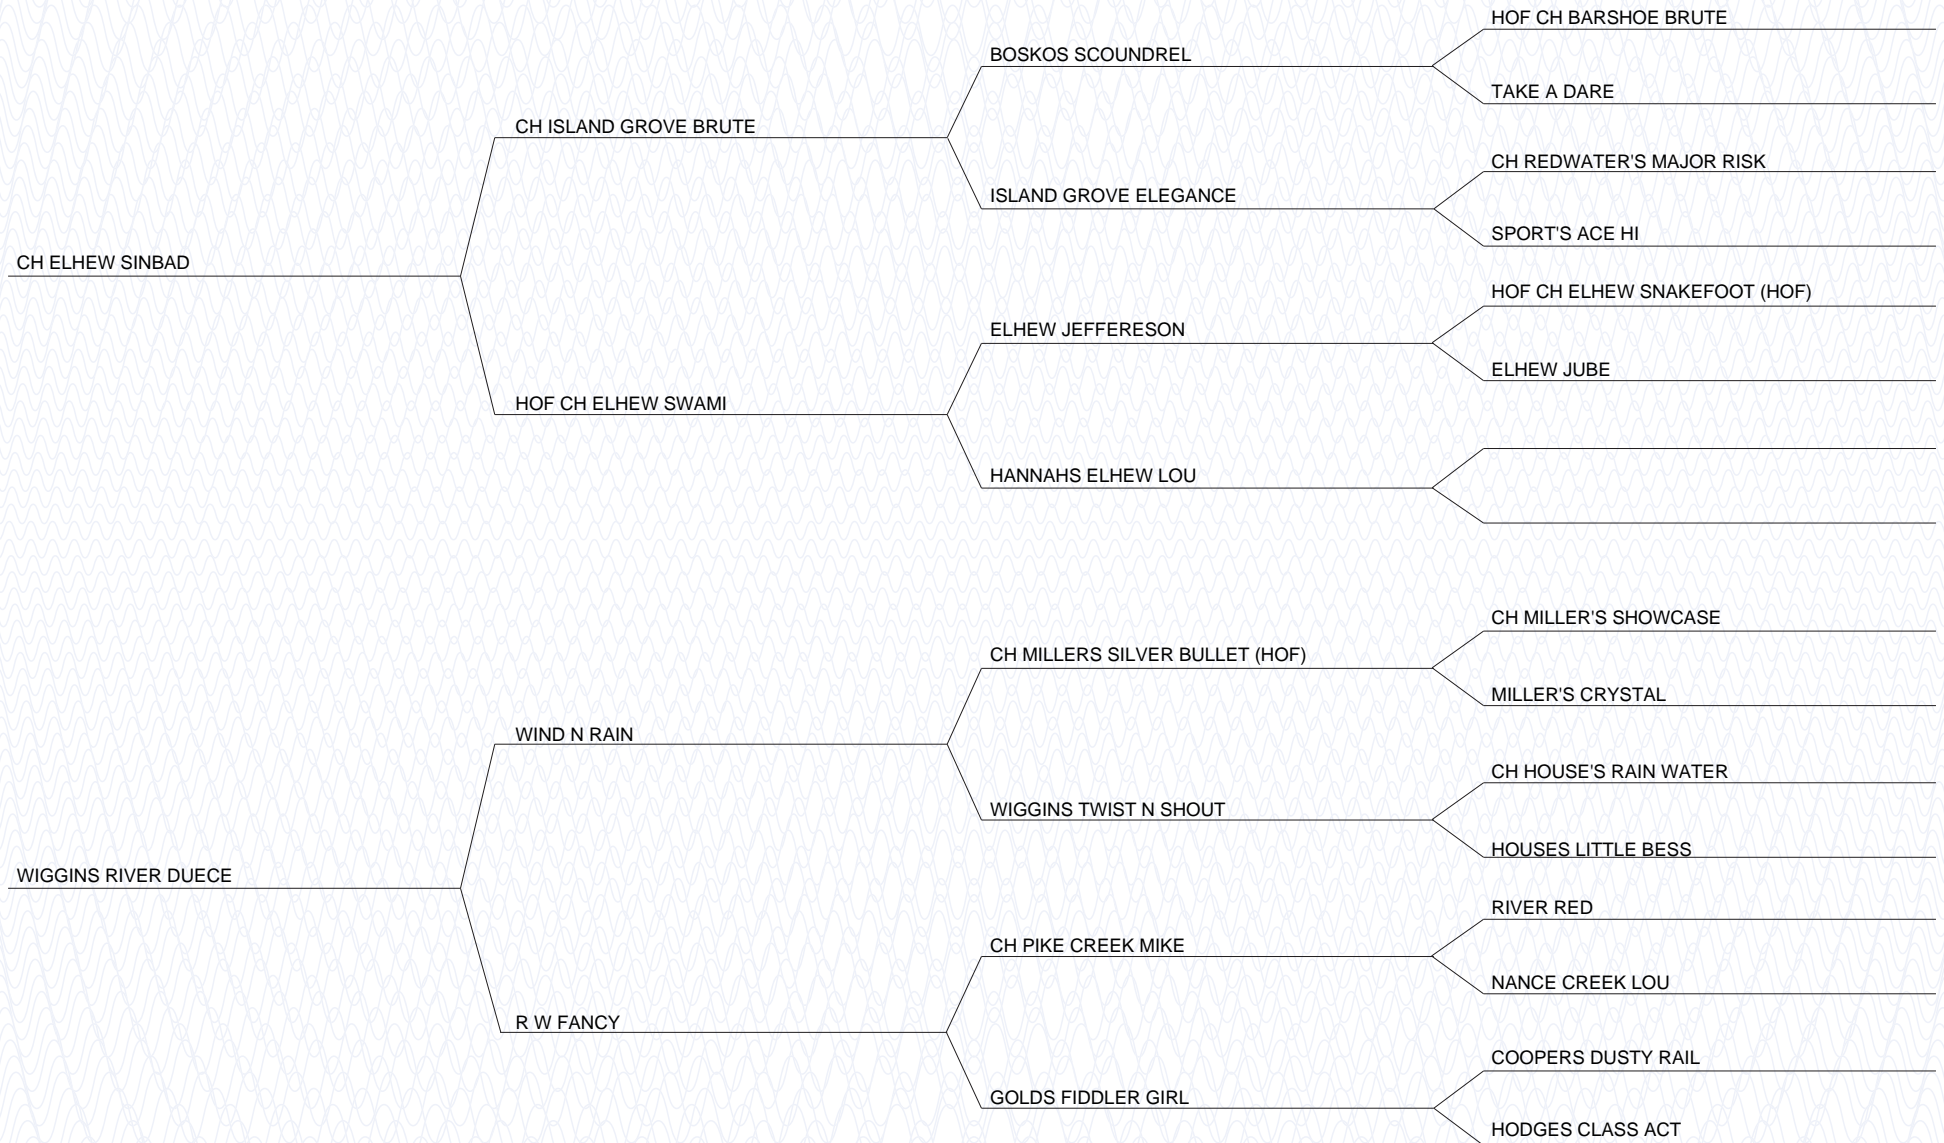 HOF CH BARSHOE BRUTE
BOSKOS SCOUNDREL
TAKE A DARE
CH ISLAND GROVE BRUTE
CH REDWATER'S MAJOR RISK
ISLAND GROVE ELEGANCE
SPORT'S ACE HI
CH ELHEW SINBAD
HOF CH ELHEW SNAKEFOOT (HOF)
ELHEW JEFFERESON
ELHEW JUBE
HOF CH ELHEW SWAMI
HANNAHS ELHEW LOU
CH MILLER'S SHOWCASE
CH MILLERS SILVER BULLET (HOF)
MILLER'S CRYSTAL
WIND N RAIN
CH HOUSE'S RAIN WATER
WIGGINS TWIST N SHOUT
HOUSES LITTLE BESS
WIGGINS RIVER DUECE
RIVER RED
CH PIKE CREEK MIKE
NANCE CREEK LOU
R W FANCY
COOPERS DUSTY RAIL
GOLDS FIDDLER GIRL
HODGES CLASS ACT